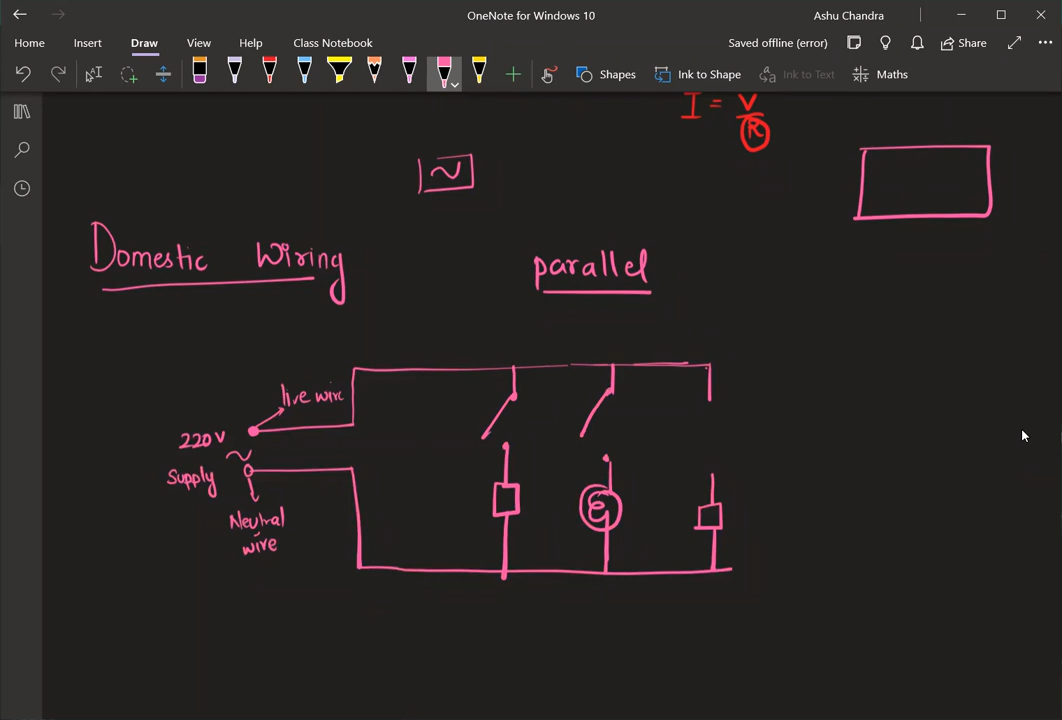 OneNote for Windows 10
Ashu Chandra
Home
Insert
Draw
View
Help
Class Notebook
Saved offline (error)
Share
Shapes
Ink to Shape
Ink to Text
Maths
I = V/R
~
Domestic Wiring
parallel
live wire
220 V
~
Supply
Neutral
wire